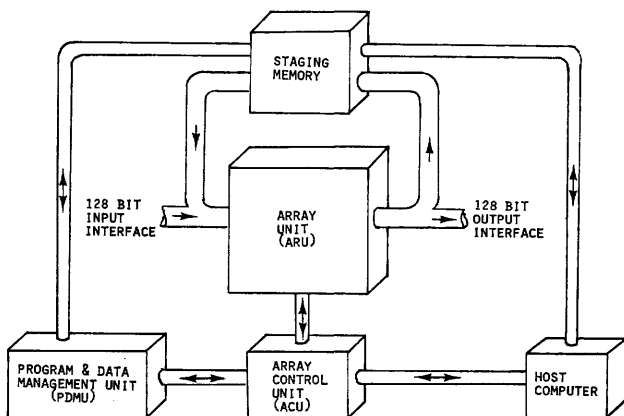 STAGING
MEMORY
128 BIT
INPUT
INTERFACE
ARRAY
UNIT
(ARU)
128 BIT
OUTPUT
INTERFACE
PROGRAM & DATA
MANAGEMENT UNIT
(PDMU)
ARRAY
CONTROL
UNIT
(ACU)
HOST
COMPUTER